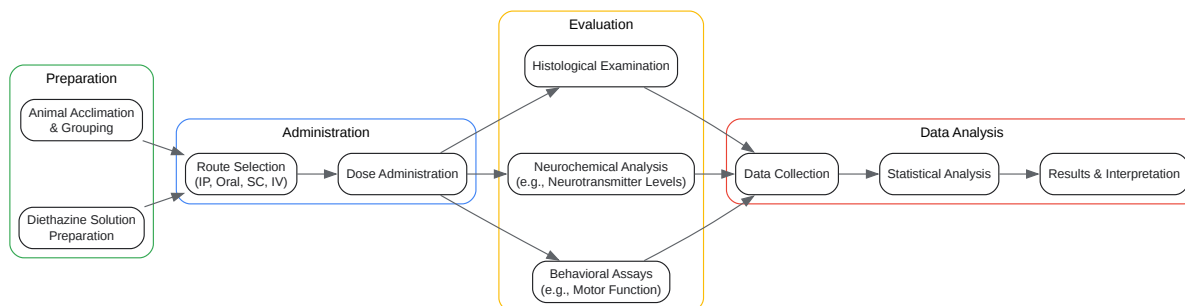 Preparation
Animal Acclimation
& Grouping
Diethazine Solution
Preparation
Administration
Route Selection
(IP, Oral, SC, IV)
Dose Administration
Evaluation
Histological Examination
Neurochemical Analysis
(e.g., Neurotransmitter Levels)
Behavioral Assays
(e.g., Motor Function)
Data Analysis
Data Collection
Statistical Analysis
Results & Interpretation